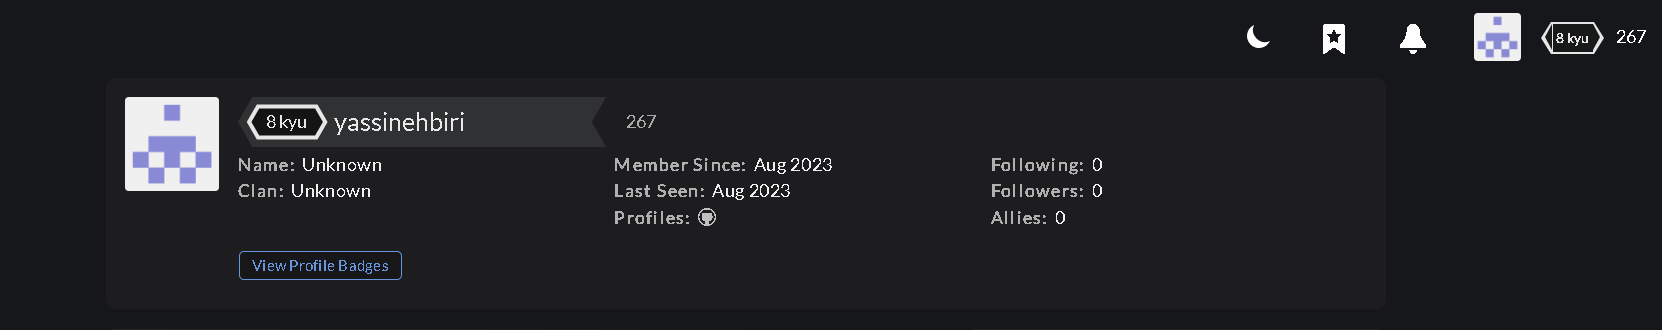 8 kyu 267
8 kyu yassinehbiri 267
Name: Unknown
Clan: Unknown
Member Since: Aug 2023
Last Seen: Aug 2023
Profiles:
Following: 0
Followers: 0
Allies: 0
View Profile Badges